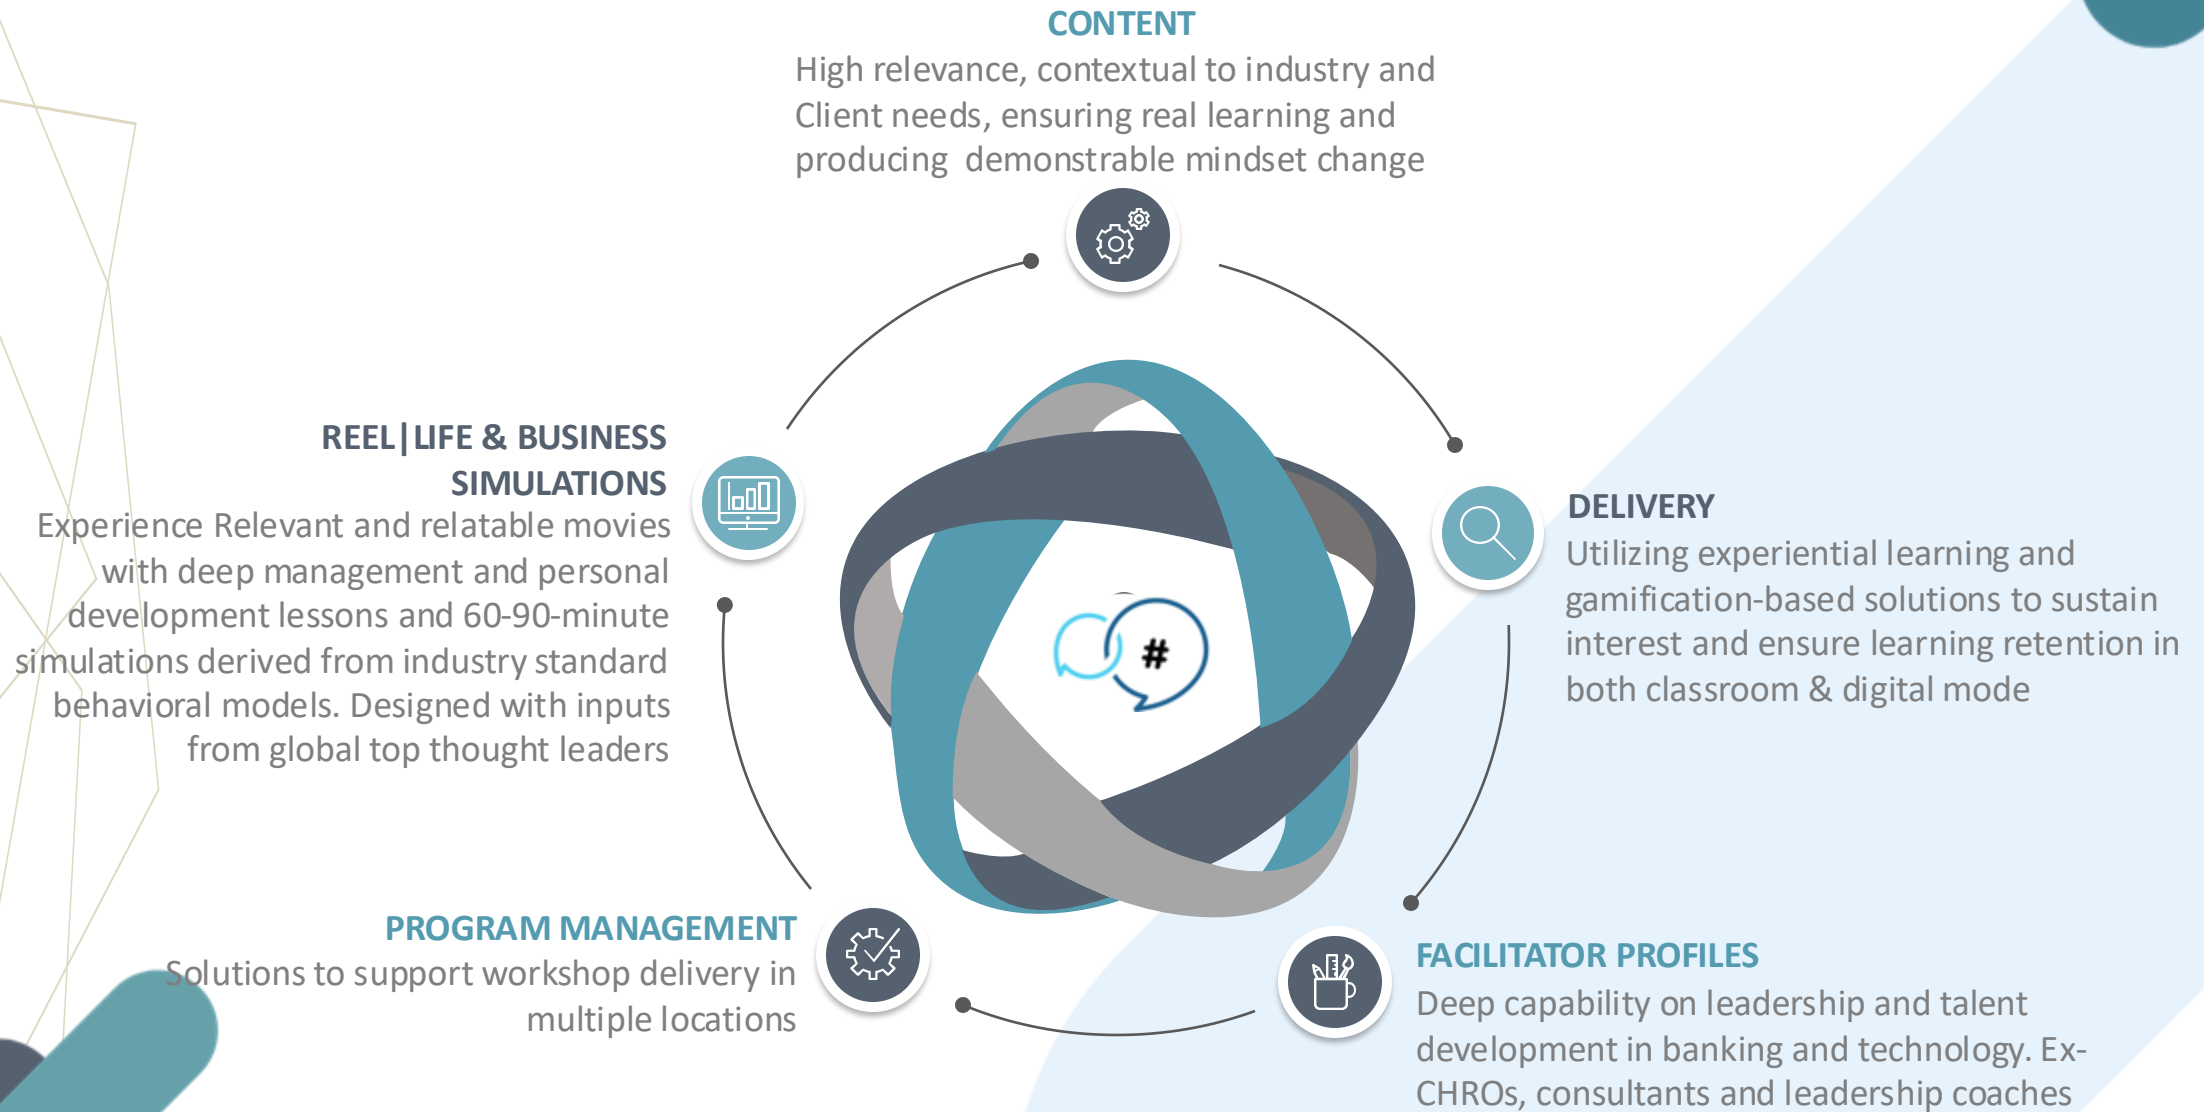 CONTENT
High relevance, contextual to industry and
Client needs, ensuring real learning and
producing  demonstrable mindset change
REEL|LIFE & BUSINESS
SIMULATIONS
Experience Relevant and relatable movies
with deep management and personal
development lessons and 60-90-minute
simulations derived from industry standard
behavioral models. Designed with inputs
from global top thought leaders
#
DELIVERY
Utilizing experiential learning and
gamification-based solutions to sustain
interest and ensure learning retention in
both classroom & digital mode
PROGRAM MANAGEMENT
Solutions to support workshop delivery in
multiple locations
FACILITATOR PROFILES
Deep capability on leadership and talent
development in banking and technology. Ex-
CHROs, consultants and leadership coaches